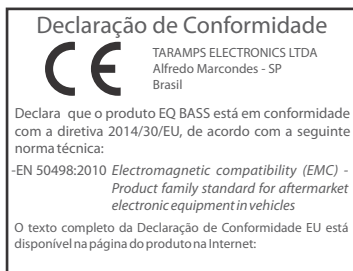 Declaração de Conformidade
CE
TARAMPS ELECTRONICS LTDA
Alfredo Marcondes - SP
Brasil
Declara que o produto EQ BASS está em conformidade
com a diretiva 2014/30/EU, de acordo com a seguinte
norma técnica:
-EN 50498:2010 Electromagnetic compatibility (EMC) -
Product family standard for aftermarket
electronic equipment in vehicles
O texto completo da Declaração de Conformidade EU está
disponível na página do produto na Internet: